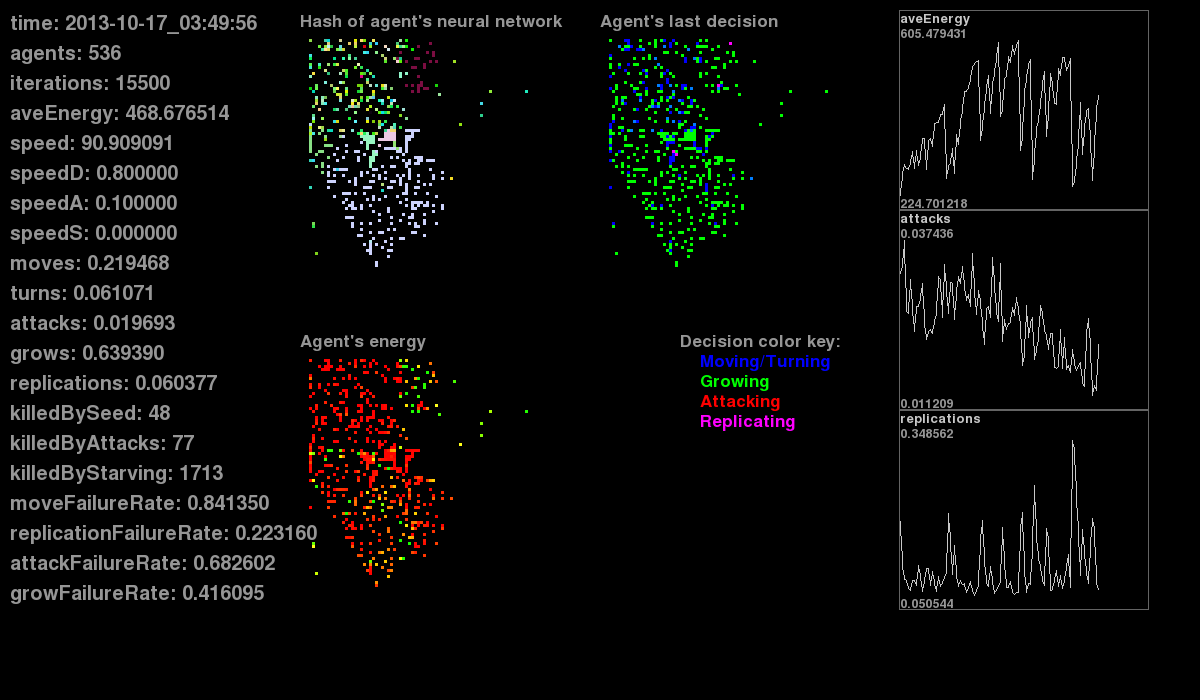 time: 2013-10-17_03:49:56
agents: 536
iterations: 15500
aveEnergy: 468.676514
speed: 90.909091
speedD: 0.800000
speedA: 0.100000
speedS: 0.000000
moves: 0.219468
turns: 0.061071
attacks: 0.019693
grows: 0.639390
replications: 0.060377
killedBySeed: 48
killedByAttacks: 77
killedByStarving: 1713
moveFailureRate: 0.841350
replicationFailureRate: 0.223160
attackFailureRate: 0.682602
growFailureRate: 0.416095
Hash of agent's neural network
Agent's last decision
Agent's energy
Decision color key:
Moving/Turning
Growing
Attacking
Replicating
aveEnergy
605.479431
224.701218
attacks
0.037436
0.011209
replications
0.348562
0.050544